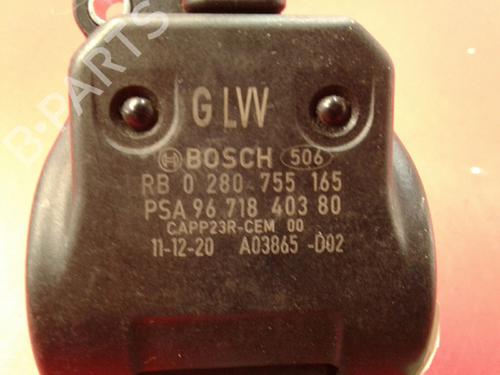 B-PARTS
G LVV
BOSCH 506
RB 0 280 755 165
PSA 96 718 403 80
CAPP23R-CEM 00
11-12-20 A03865 -D02